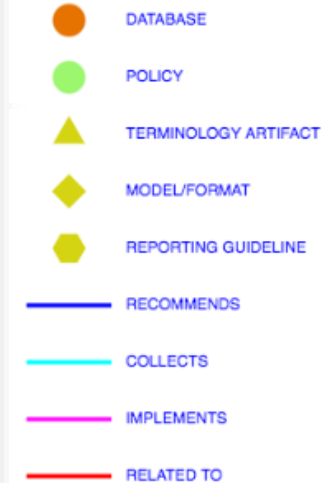 DATABASE
POLICY
TERMINOLOGY ARTIFACT
MODEL/FORMAT
REPORTING GUIDELINE
RECOMMENDS
COLLECTS
IMPLEMENTS
RELATED TO